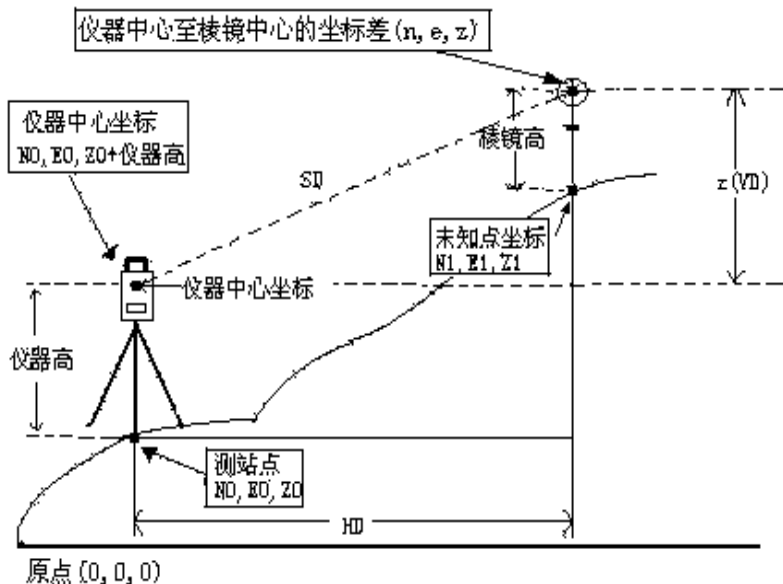 仪器中心至棱镜中心的坐标差(n,e,z)
仪器中心坐标
N0,E0,Z0+仪器高
SD
棱镜高
z(VD)
未知点坐标
N1,E1,Z1
仪器中心坐标
仪器高
测站点
N0,E0,Z0
HD
原点(0,0,0)